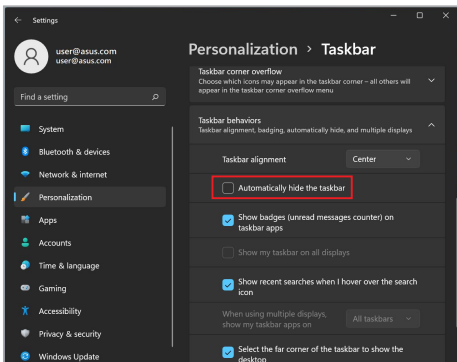 Settings
user@asus.com
user@asus.com
Find a setting
System
Bluetooth & devices
Network & internet
Personalization
Apps
Accounts
Time & language
Gaming
Accessibility
Privacy & security
Windows Update
Personalization > Taskbar
Taskbar corner overflow
Choose which icons may appear in the taskbar corner – all others will
appear in the taskbar corner overflow menu
Taskbar behaviors
Taskbar alignment, badging, automatically hide, and multiple displays
Taskbar alignment Center
Automatically hide the taskbar
Show badges (unread messages counter) on
taskbar apps
Show my taskbar on all displays
Show recent searches when I hover over the search
icon
When using multiple displays,
show my taskbar apps on All taskbars
Select the far corner of the taskbar to show the
desktop